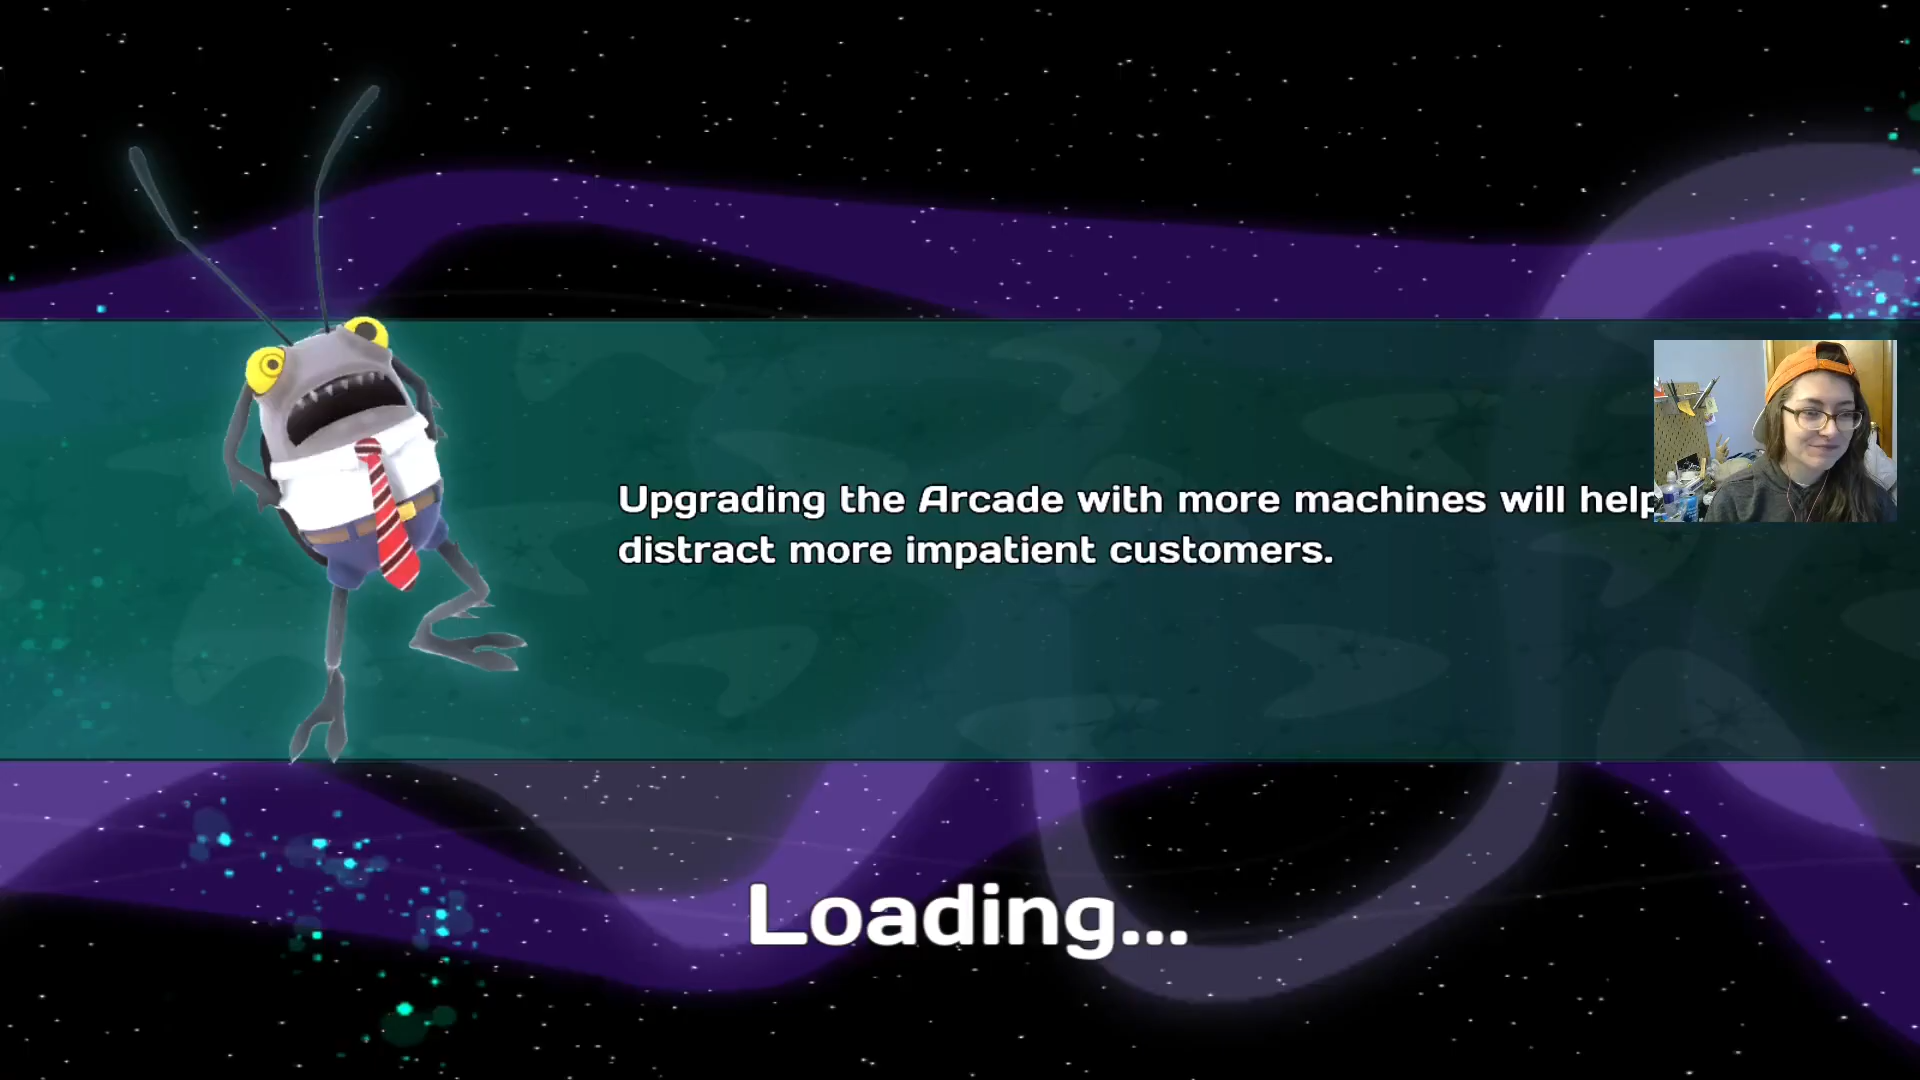 Upgrading the Arcade with more machines will help
distract more impatient customers.
Loading...